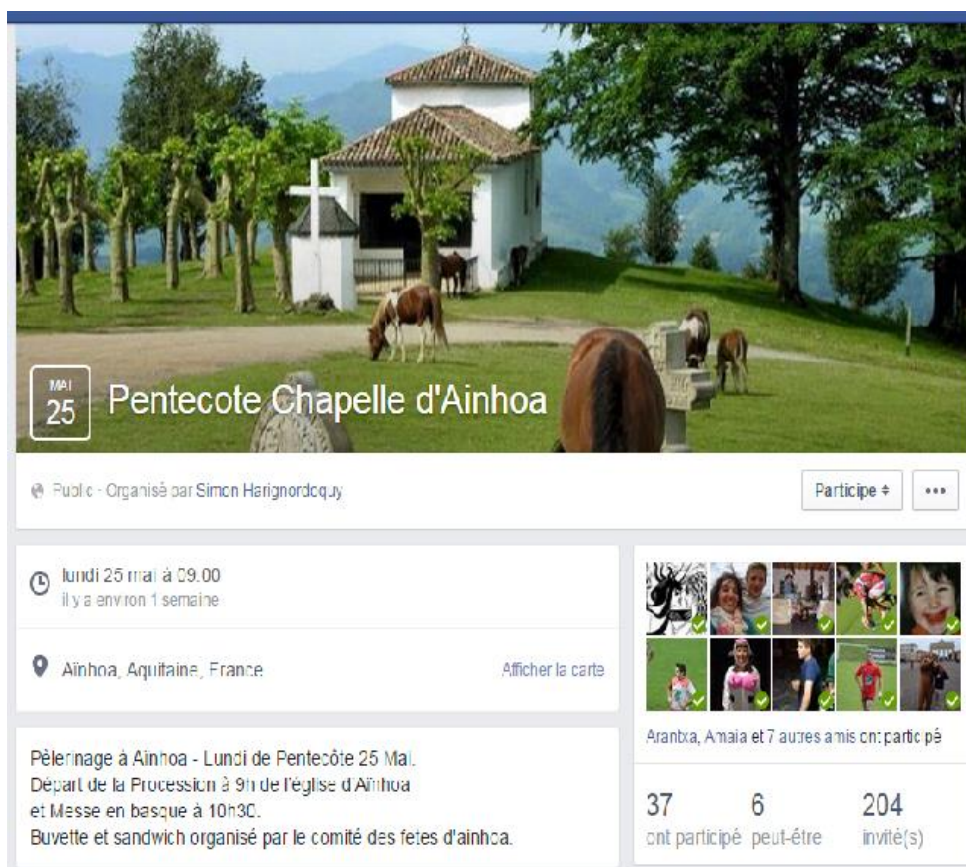 MAI
25
Pentecote Chapelle d'Ainhoa
Public - Organisé par Simon Harignordoquy
Participe
lundi 25 mai à 09:00
il y a environ 1 semaine
Aïnhoa, Aquitaine, France
Afficher la carte
Arantxa, Amaia et 7 autres amis ont participé
Pèlerinage à Ainhoa - Lundi de Pentecôte 25 Mai.
Départ de la Procession à 9h de l'église d'Aïnhoa
et Messe en basque à 10h30.
Buvette et sandwich organisé par le comité des fetes d'ainhoa.
37
ont participé
6
peut-être
204
invité(s)